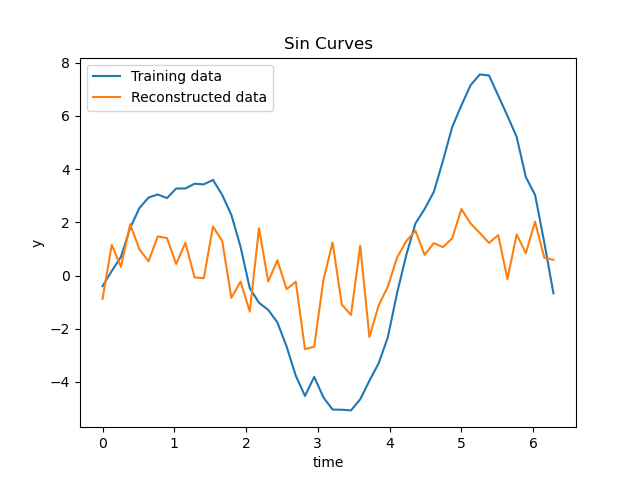 Sin Curves
Training data
Reconstructed data
8
6
4
2
0
−2
−4
y
0 1 2 3 4 5 6
time